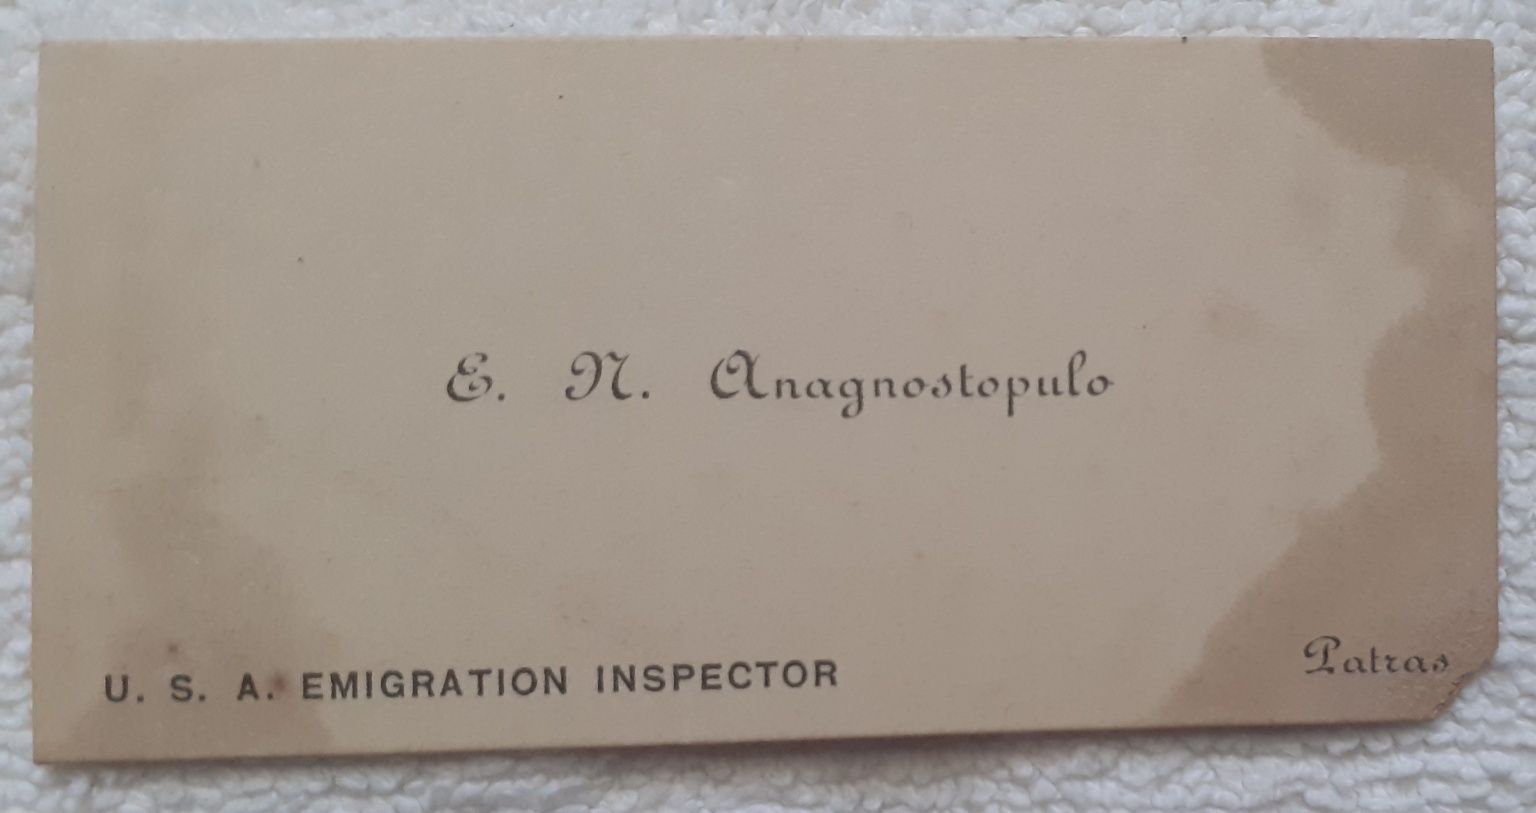 E. N. Anagnostopulo
U. S. A. EMIGRATION INSPECTOR
Patras